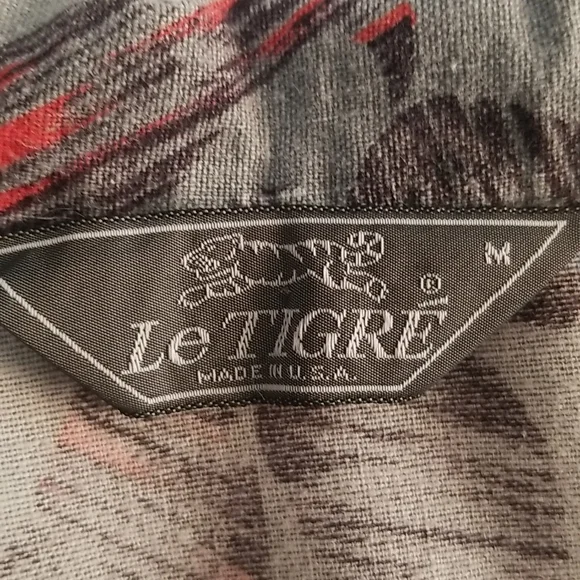 M
®
Le TIGRÉ
MADE IN U.S.A.